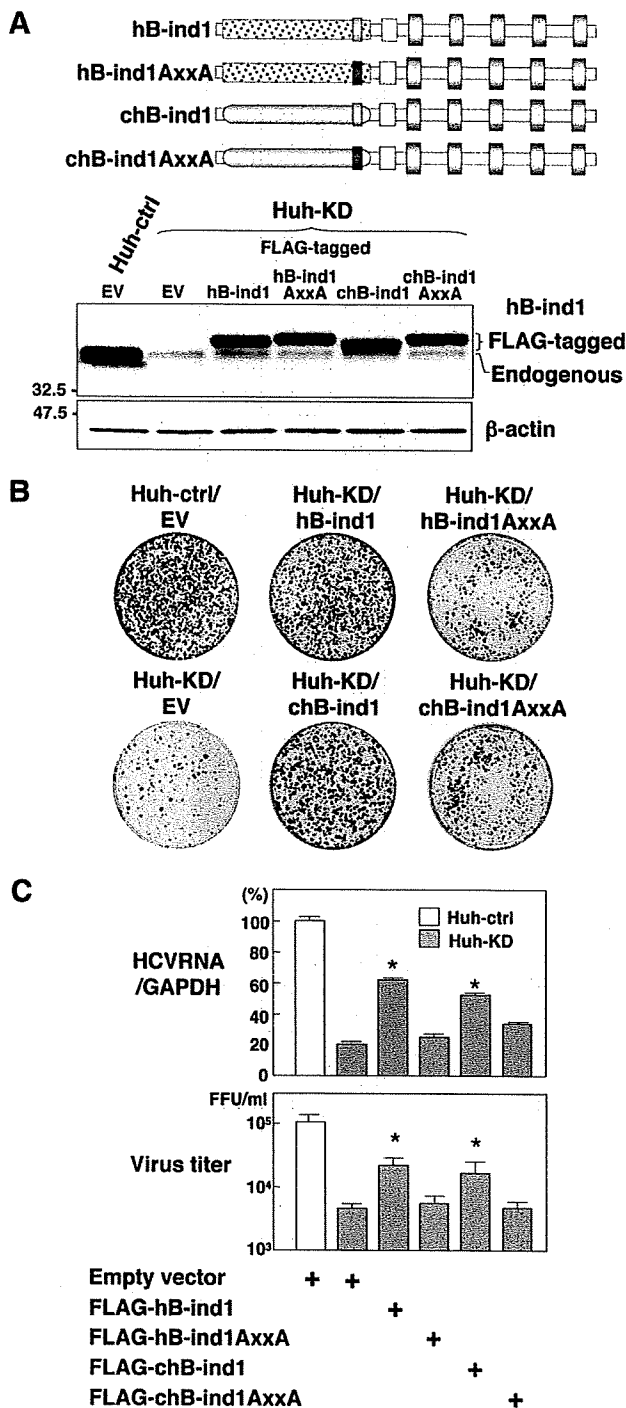 A
hB-ind1
hB-ind1AxxA
chB-ind1
chB-ind1AxxA
Huh-ctrl
Huh-KD
FLAG-tagged
EV
EV
hB-ind1
hB-ind1
AxxA
chB-ind1
chB-ind1
AxxA
hB-ind1
FLAG-tagged
Endogenous
32.5
47.5
β-actin
B
Huh-ctrl/
EV
Huh-KD/
hB-ind1
Huh-KD/
hB-ind1AxxA
Huh-KD/
EV
Huh-KD/
chB-ind1
Huh-KD/
chB-ind1AxxA
C
(%)
100
80
60
40
20
0
HCVRNA
/GAPDH
Huh-ctrl
Huh-KD
*
*
FFU/ml
10⁵
10⁴
10³
Virus titer
*
*
Empty vector + +
FLAG-hB-ind1 +
FLAG-hB-ind1AxxA +
FLAG-chB-ind1 +
FLAG-chB-ind1AxxA +